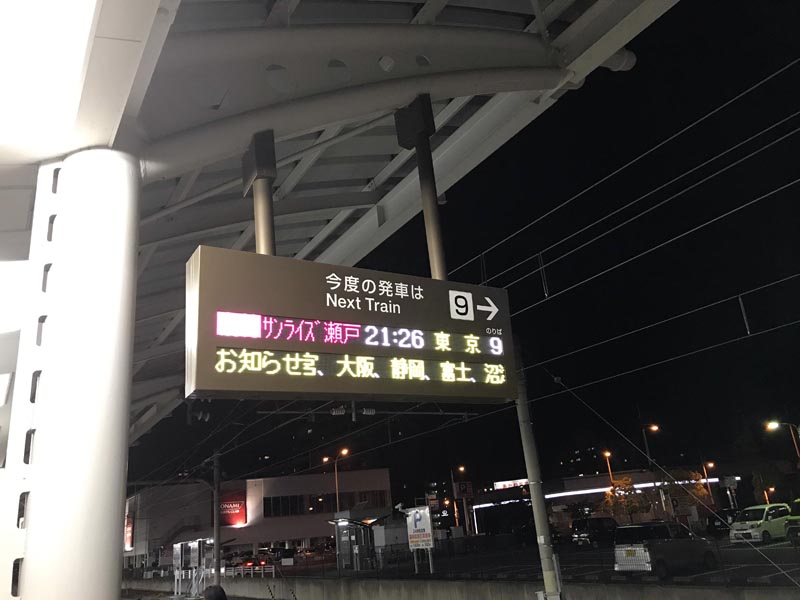 今度の発車は
Next Train
9 →
のりば
サンライズ瀬戸 21:26 東京 9
お知らせ宮、大阪、静岡、富士、沼
KONAMI
P